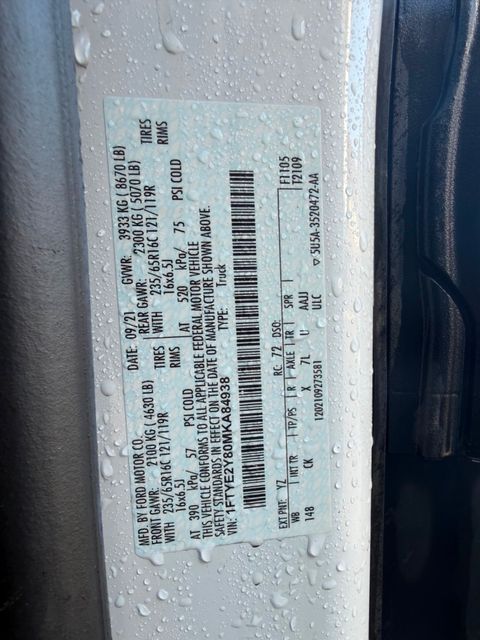 MFD. BY FORD MOTOR CO.
DATE: 09/21 GVWR: 3933 KG ( 8670 LB)
FRONT GAWR: 2100 KG ( 4630 LB) REAR GAWR: 2300 KG ( 5070 LB)
WITH 235/65R16C 121/119R TIRES WITH 235/65R16C 121/119R TIRES
16x6.5J RIMS 16x6.5J RIMS
AT 390 kPa/ 57 PSI COLD AT 520 kPa/ 75 PSI COLD
THIS VEHICLE CONFORMS TO ALL APPLICABLE FEDERAL MOTOR VEHICLE
SAFETY STANDARDS IN EFFECT ON THE DATE OF MANUFACTURE SHOWN ABOVE.
VIN: 1FTYE2Y80MKA84938 TYPE: Truck
F1105
T2109
EXT PNT: YZ RC: 72 DSO:
WB INT TR TP/PS R AXLE TR SPR
148 CK X 7L U AAJJ
1202109273581 ULC
5U5A-3520472-AA